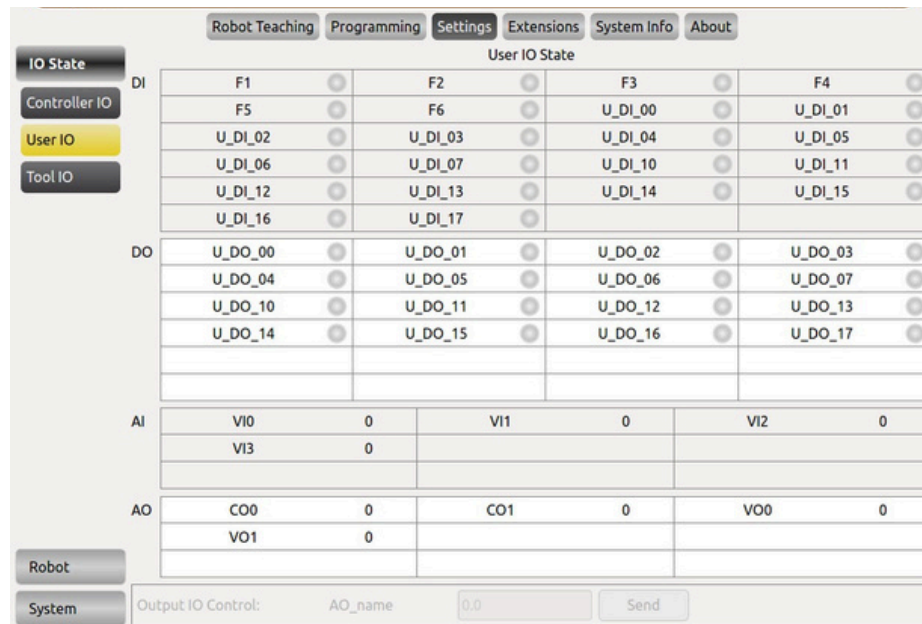 Robot Teaching Programming Settings Extensions System Info About
User IO State
IO State
Controller IO
User IO
Tool IO
DI F1 F2 F3 F4
F5 F6 U_DI_00 U_DI_01
U_DI_02 U_DI_03 U_DI_04 U_DI_05
U_DI_06 U_DI_07 U_DI_10 U_DI_11
U_DI_12 U_DI_13 U_DI_14 U_DI_15
U_DI_16 U_DI_17
DO U_DO_00 U_DO_01 U_DO_02 U_DO_03
U_DO_04 U_DO_05 U_DO_06 U_DO_07
U_DO_10 U_DO_11 U_DO_12 U_DO_13
U_DO_14 U_DO_15 U_DO_16 U_DO_17
AI VI0 0 VI1 0 VI2 0
VI3 0
AO CO0 0 CO1 0 VO0 0
VO1 0
Robot
System
Output IO Control: AO_name 0.0 Send